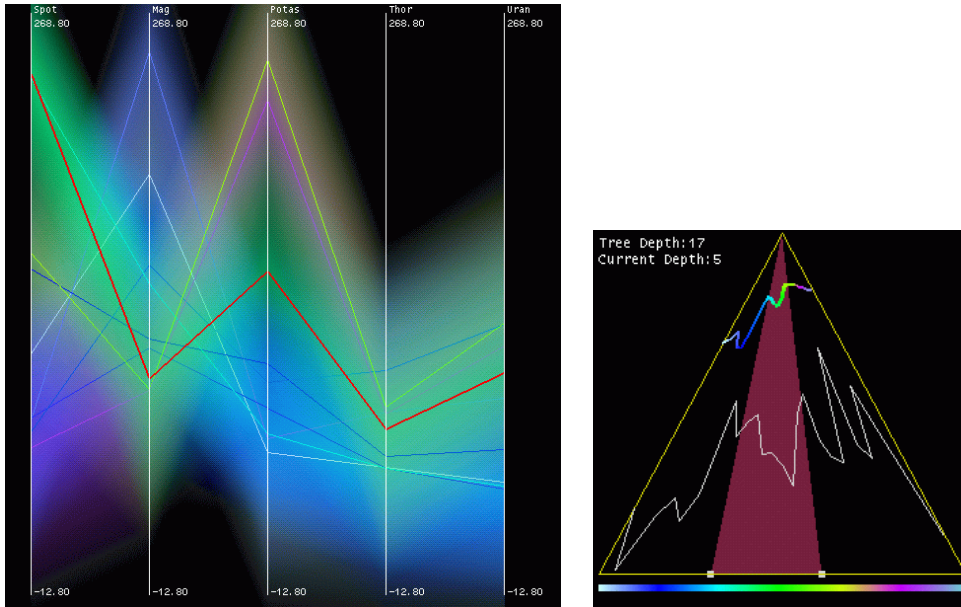 Spot Mag Potas Thor Uran
268.80 268.80 268.80 268.80 268.80
-12.80 -12.80 -12.80 -12.80 -12.80
Tree Depth:17
Current Depth:5